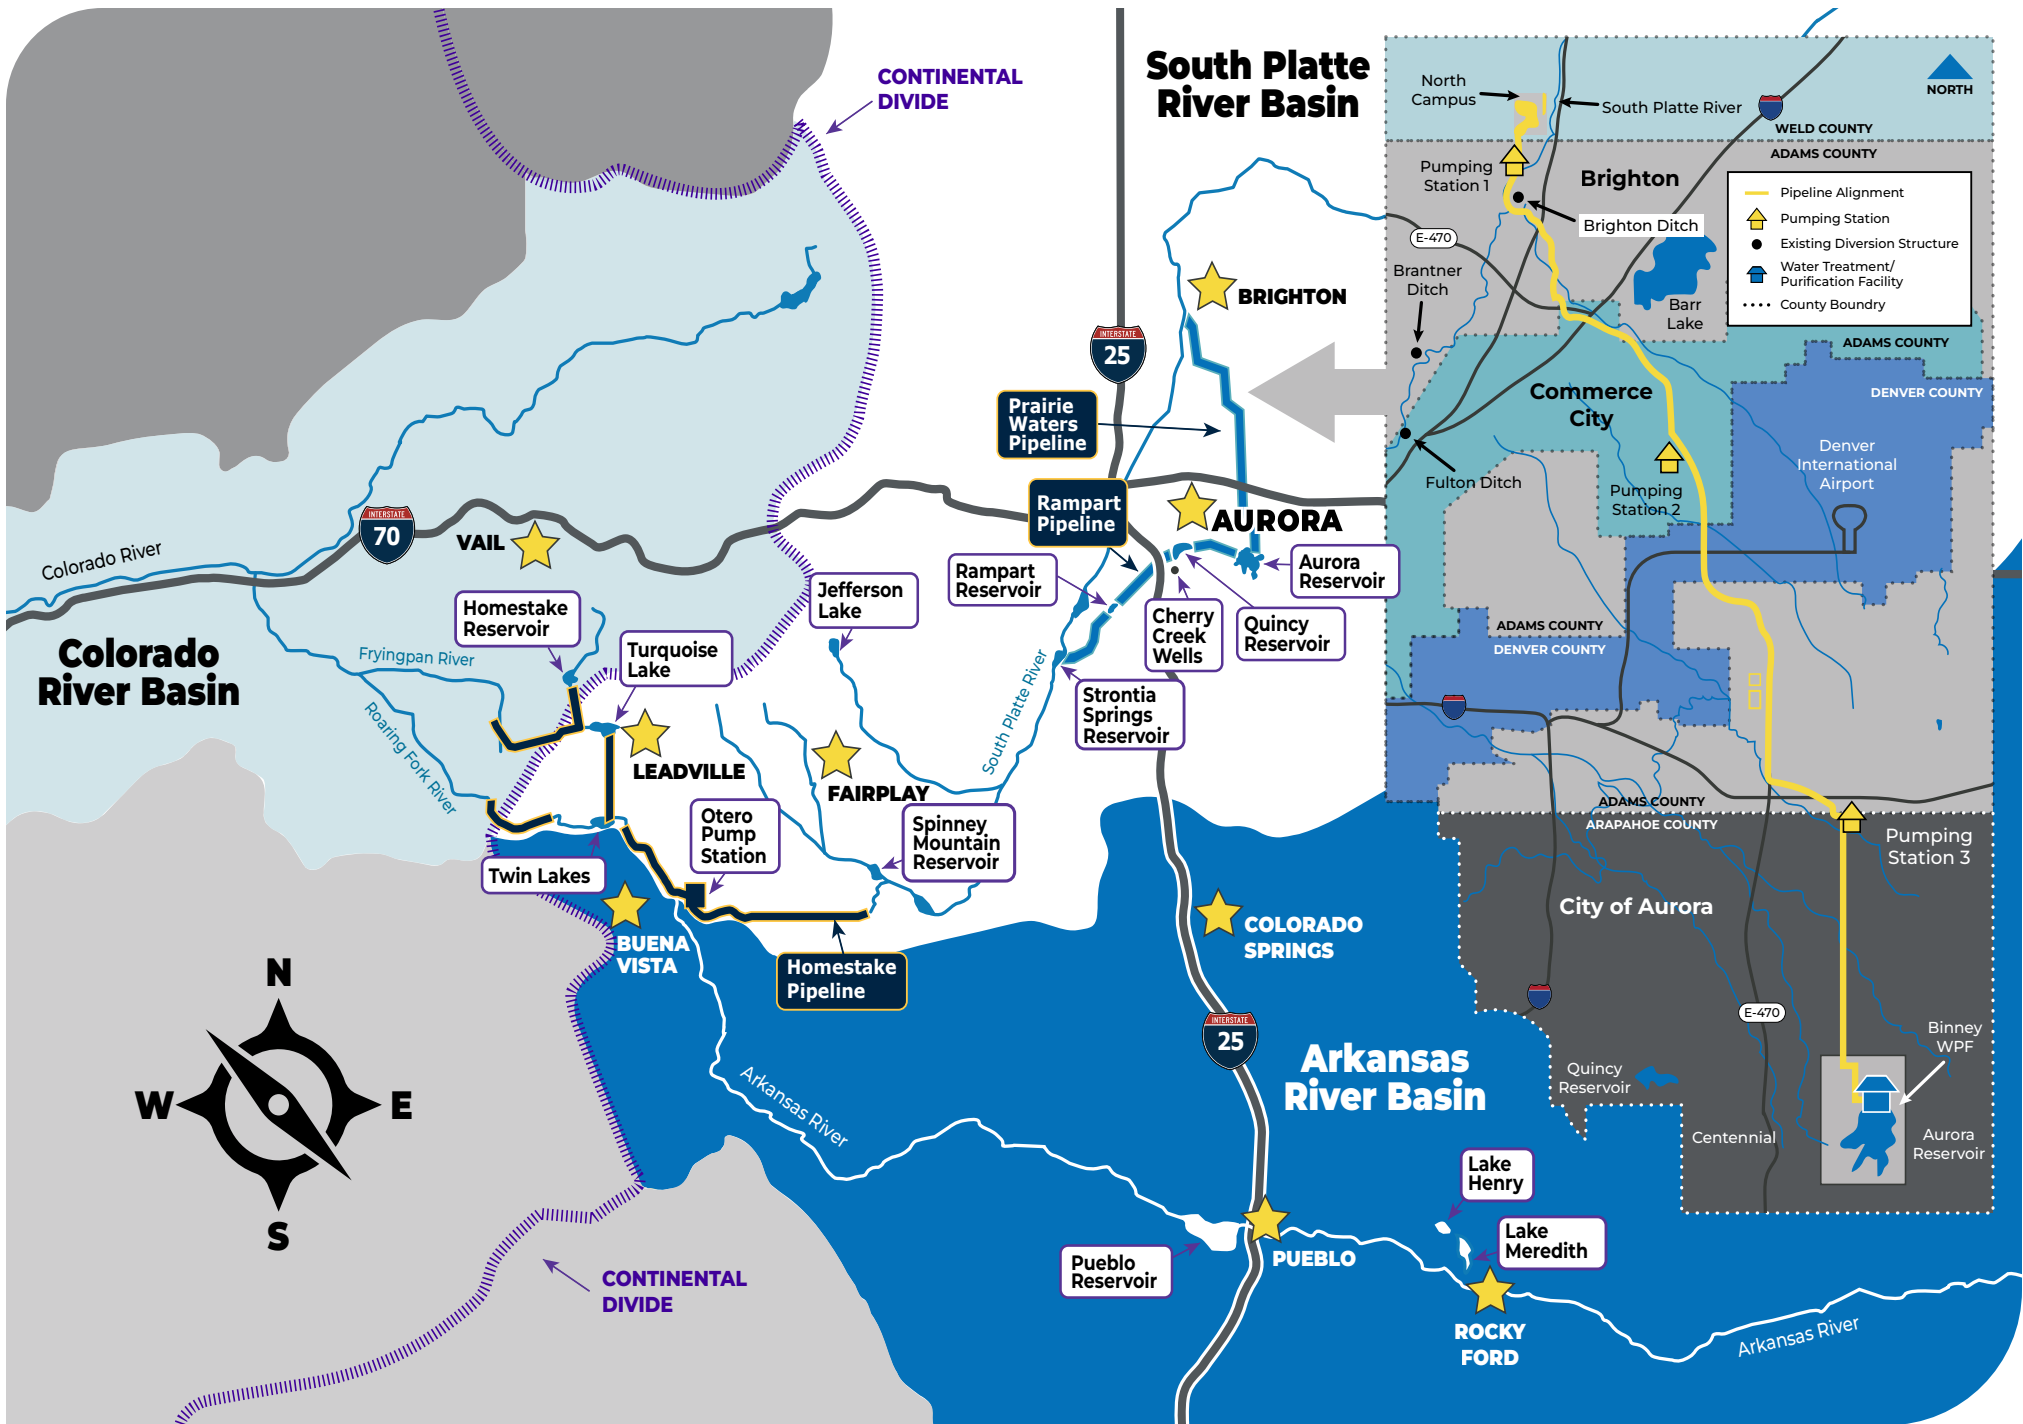 CONTINENTAL
DIVIDE
South Platte
River Basin
INTERSTATE
25
BRIGHTON
Prairie
Waters
Pipeline
Rampart
Pipeline
AURORA
INTERSTATE
70
VAIL
Colorado River
Colorado
River Basin
Homestake
Reservoir
Fryingpan River
Roaring Fork River
Turquoise
Lake
Jefferson
Lake
Rampart
Reservoir
Cherry
Creek
Wells
Quincy
Reservoir
Aurora
Reservoir
Strontia
Springs
Reservoir
South Platte River
LEADVILLE
FAIRPLAY
Otero
Pump
Station
Spinney
Mountain
Reservoir
Twin Lakes
BUENA
VISTA
Homestake
Pipeline
COLORADO
SPRINGS
INTERSTATE
25
Arkansas
River Basin
Arkansas River
N
W
E
S
CONTINENTAL
DIVIDE
Pueblo
Reservoir
PUEBLO
Lake
Henry
Lake
Meredith
ROCKY
FORD
Arkansas River
North
Campus
South Platte River
NORTH
WELD COUNTY
ADAMS COUNTY
Pumping
Station 1
Brighton
Brighton Ditch
E-470
Brantner
Ditch
Barr
Lake
Pipeline Alignment
Pumping Station
Existing Diversion Structure
Water Treatment/
Purification Facility
County Boundry
ADAMS COUNTY
DENVER COUNTY
Commerce
City
Denver
International
Airport
Fulton Ditch
Pumping
Station 2
ADAMS COUNTY
DENVER COUNTY
ADAMS COUNTY
ARAPAHOE COUNTY
Pumping
Station 3
City of Aurora
E-470
Binney
WPF
Quincy
Reservoir
Centennial
Aurora
Reservoir